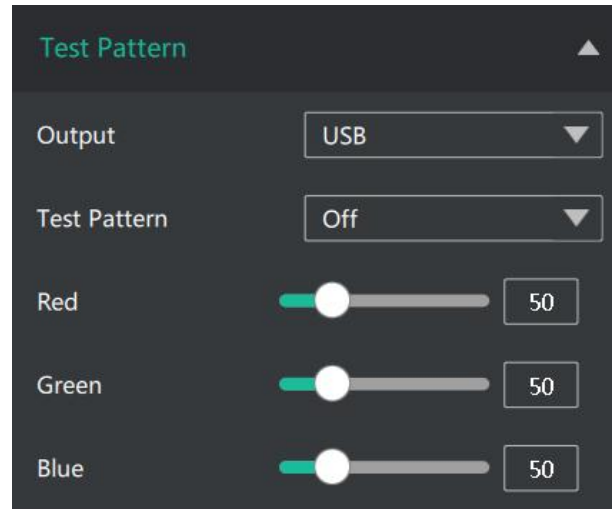 Test Pattern
Output USB
Test Pattern Off
Red 50
Green 50
Blue 50